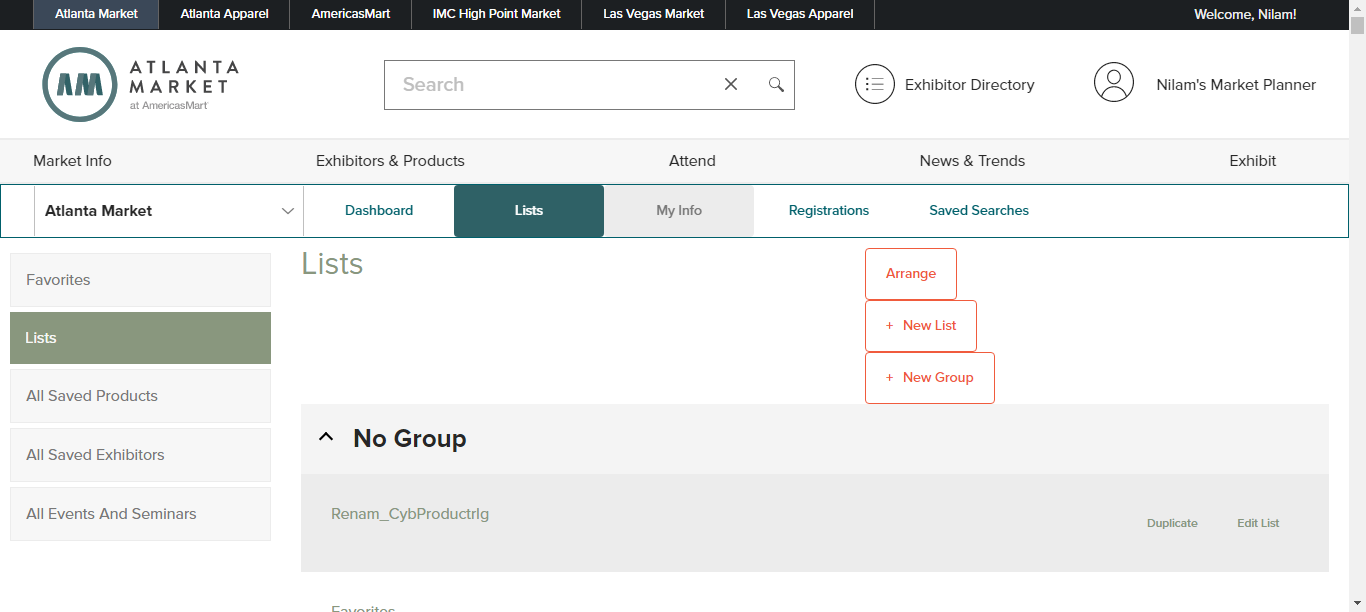 Atlanta Market Atlanta Apparel AmericasMart IMC High Point Market Las Vegas Market Las Vegas Apparel Welcome, Nilam!
AM
ATLANTA
MARKET
at AmericasMart
Search
Exhibitor Directory
Nilam's Market Planner
Market Info Exhibitors & Products Attend News & Trends Exhibit
Atlanta Market Dashboard Lists My Info Registrations Saved Searches
Favorites
Lists
All Saved Products
All Saved Exhibitors
All Events And Seminars
Lists
Arrange
+ New List
+ New Group
No Group
Renam_CybProductrlg
Duplicate Edit List
Favorites